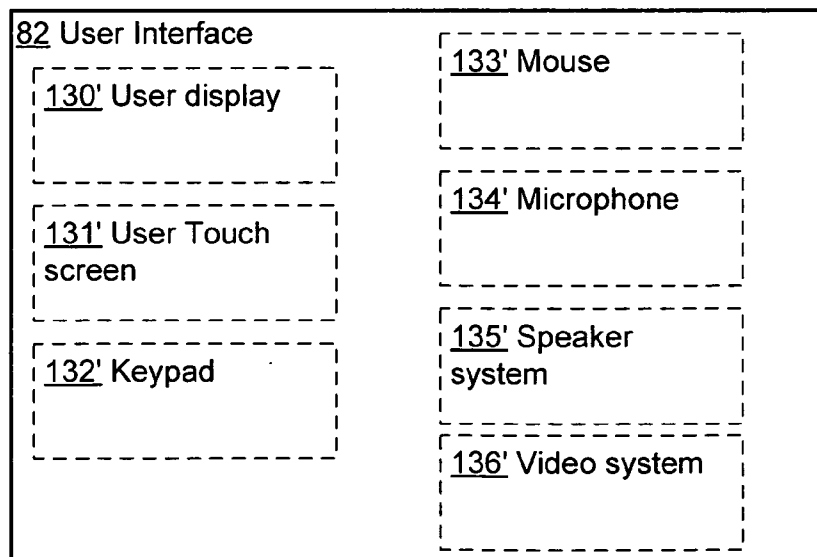 82 User Interface
130' User display
131' User Touch
screen
132' Keypad
133' Mouse
134' Microphone
135' Speaker
system
136' Video system